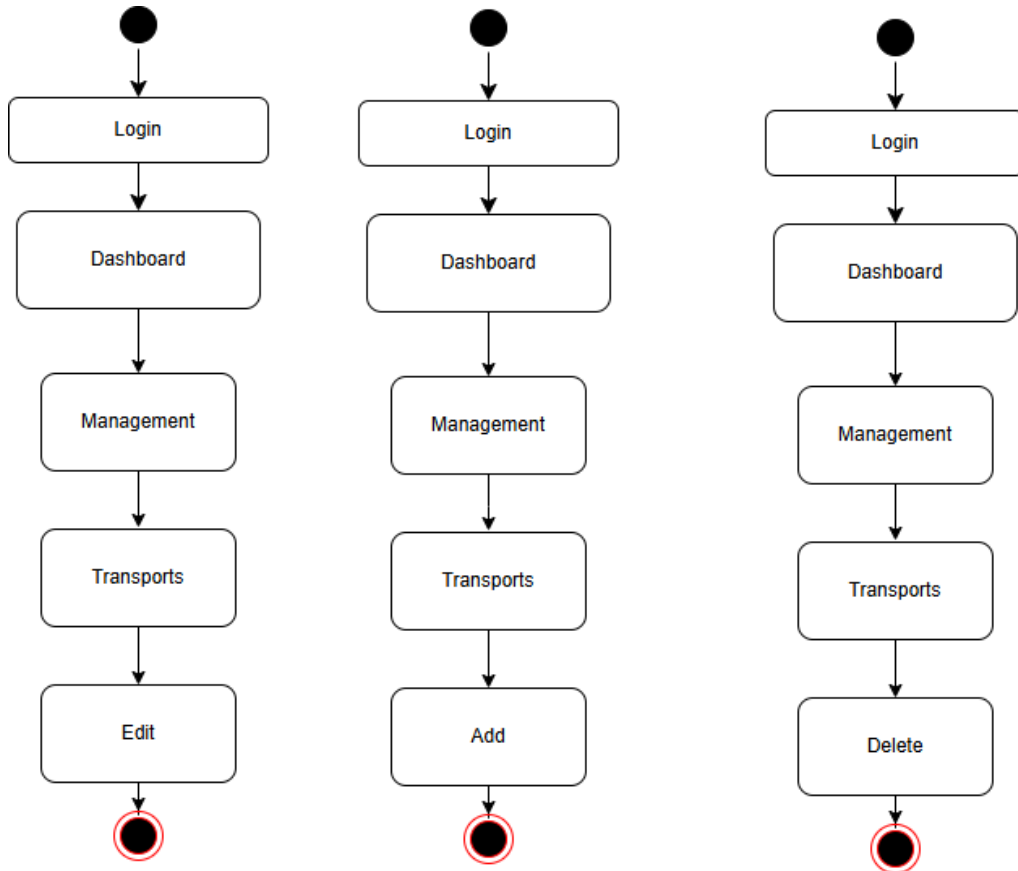 Login
Dashboard
Management
Transports
Edit
Login
Dashboard
Management
Transports
Add
Login
Dashboard
Management
Transports
Delete